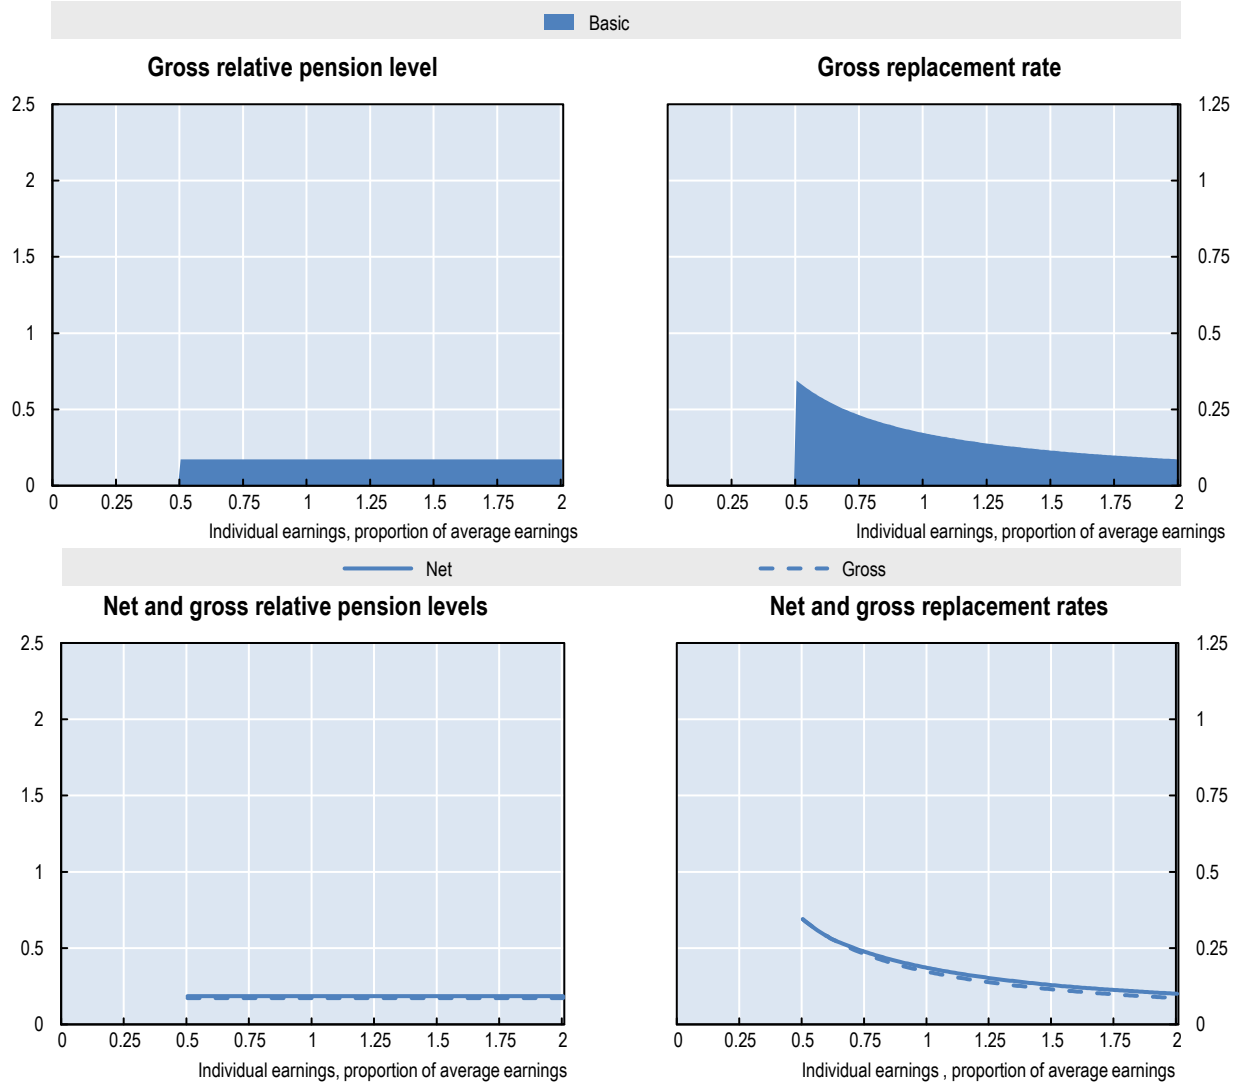 Basic
Gross relative pension level
Gross replacement rate
2.5
2
1.5
1
0.5
0
0 0.25 0.5 0.75 1 1.25 1.5 1.75 2
Individual earnings, proportion of average earnings
1.25
1
0.75
0.5
0.25
0
0 0.25 0.5 0.75 1 1.25 1.5 1.75 2
Individual earnings, proportion of average earnings
Net Gross
Net and gross relative pension levels
Net and gross replacement rates
2.5
2
1.5
1
0.5
0
0 0.25 0.5 0.75 1 1.25 1.5 1.75 2
Individual earnings, proportion of average earnings
1.25
1
0.75
0.5
0.25
0
0 0.25 0.5 0.75 1 1.25 1.5 1.75 2
Individual earnings , proportion of average earnings